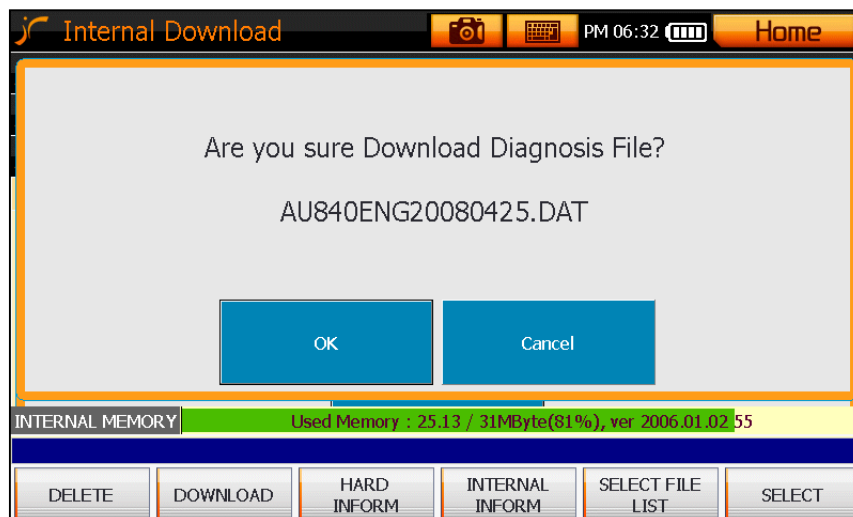 Internal Download
PM 06:32
Home
Are you sure Download Diagnosis File?
AU840ENG20080425.DAT
OK
Cancel
INTERNAL MEMORY
Used Memory : 25.13 / 31MByte(81%), ver 2006.01.02 55
DELETE
DOWNLOAD
HARD
INFORM
INTERNAL
INFORM
SELECT FILE
LIST
SELECT